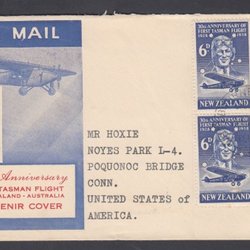 MAIL
Anniversary
TASMAN FLIGHT
ALAND - AUSTRALIA
ENIR COVER
MR HOXIE
NOYES PARK L-4.
POQUONOC BRIDGE
CONN.
UNITED STATES of
AMERICA.
30TH ANNIVERSARY OF
FIRST TASMAN FLIGHT
1928 1958
6D
NEW ZEALAND
30TH ANNIVERSARY OF
FIRST TASMAN FLIGHT
1928 1958
6D
NEW ZEALAND